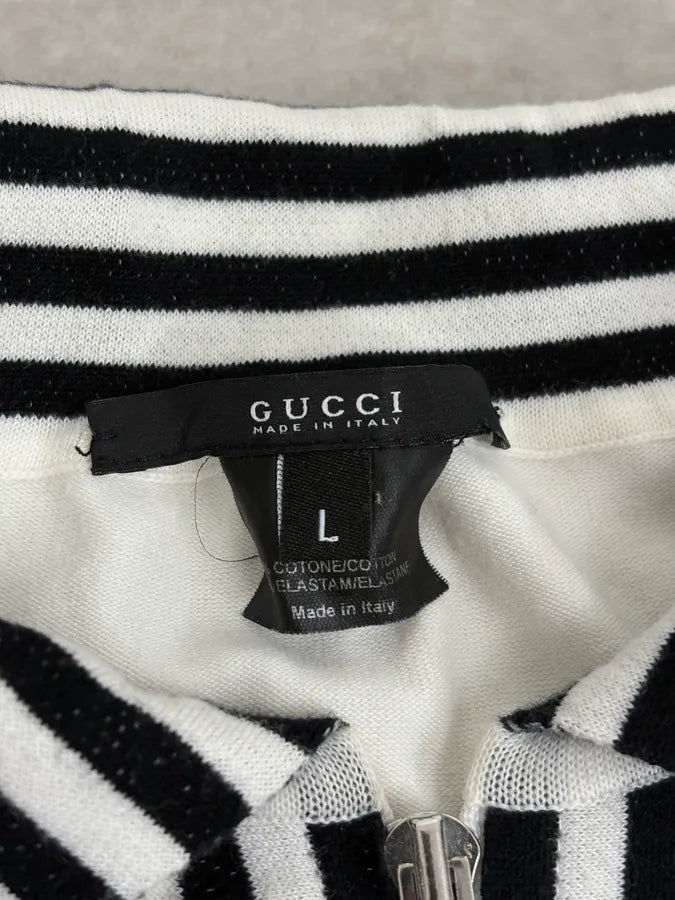 GUCCI
MADE IN ITALY
L
COTONE/COTTON
ELASTAM/ELASTANE
Made in Italy